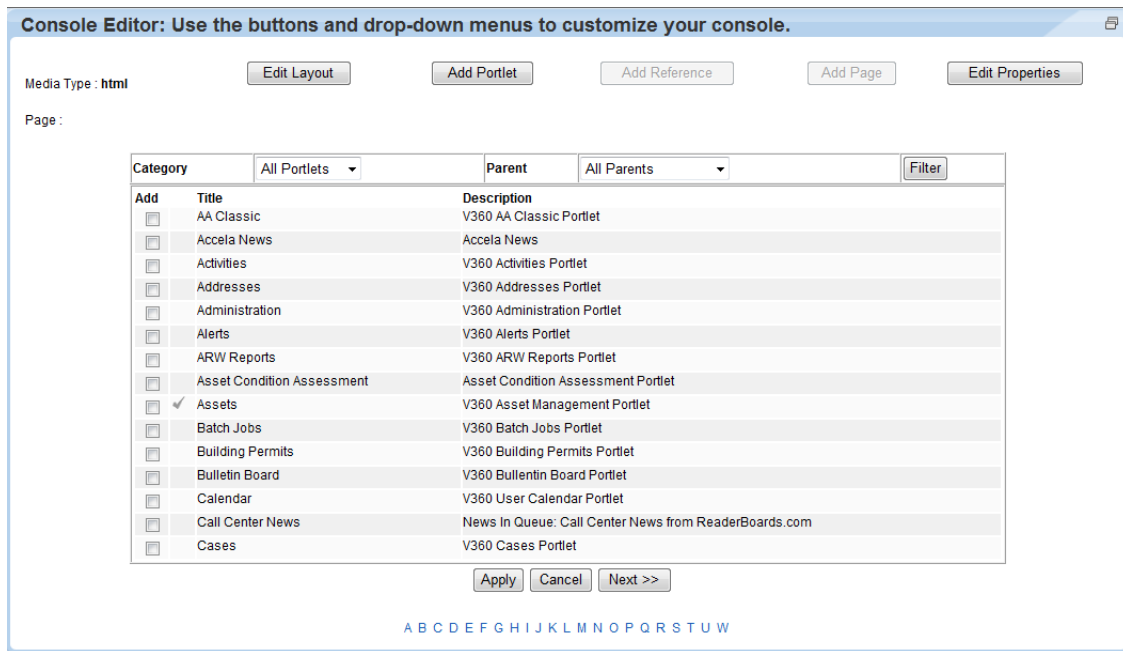 Console Editor: Use the buttons and drop-down menus to customize your console.
Media Type : html Edit Layout Add Portlet Add Reference Add Page Edit Properties
Page :
Category All Portlets Parent All Parents Filter
Add Title Description
AA Classic V360 AA Classic Portlet
Accela News Accela News
Activities V360 Activities Portlet
Addresses V360 Addresses Portlet
Administration V360 Administration Portlet
Alerts V360 Alerts Portlet
ARW Reports V360 ARW Reports Portlet
Asset Condition Assessment Asset Condition Assessment Portlet
Assets V360 Asset Management Portlet
Batch Jobs V360 Batch Jobs Portlet
Building Permits V360 Building Permits Portlet
Bulletin Board V360 Bullentin Board Portlet
Calendar V360 User Calendar Portlet
Call Center News News In Queue: Call Center News from ReaderBoards.com
Cases V360 Cases Portlet
Apply Cancel Next >>
A B C D E F G H I J K L M N O P Q R S T U W